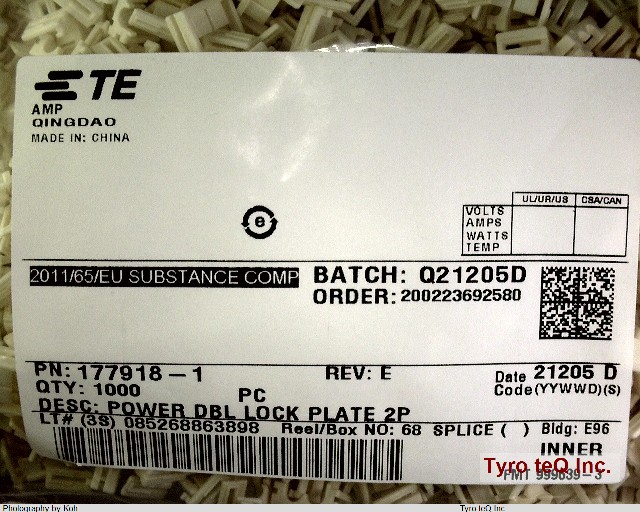 TE
AMP
QINGDAO
MADE IN: CHINA
e
UL/UR/US CSA/CAN
VOLTS
AMPS
WATTS
TEMP
2011/65/EU SUBSTANCE COMP
BATCH: Q21205D
ORDER: 200223692580
PN: 177918-1 REV: E Date 21205 D
QTY: 1000 PC Code(YYWWD)(S)
DESC: POWER DBL LOCK PLATE 2P
LT# (3S) 085268863898 Reel/Box NO: 68 SPLICE ( ) Bldg: E96
INNER
Tyro teQ Inc.
FMT 999639-3
Photography by Koh Tyro teQ Inc